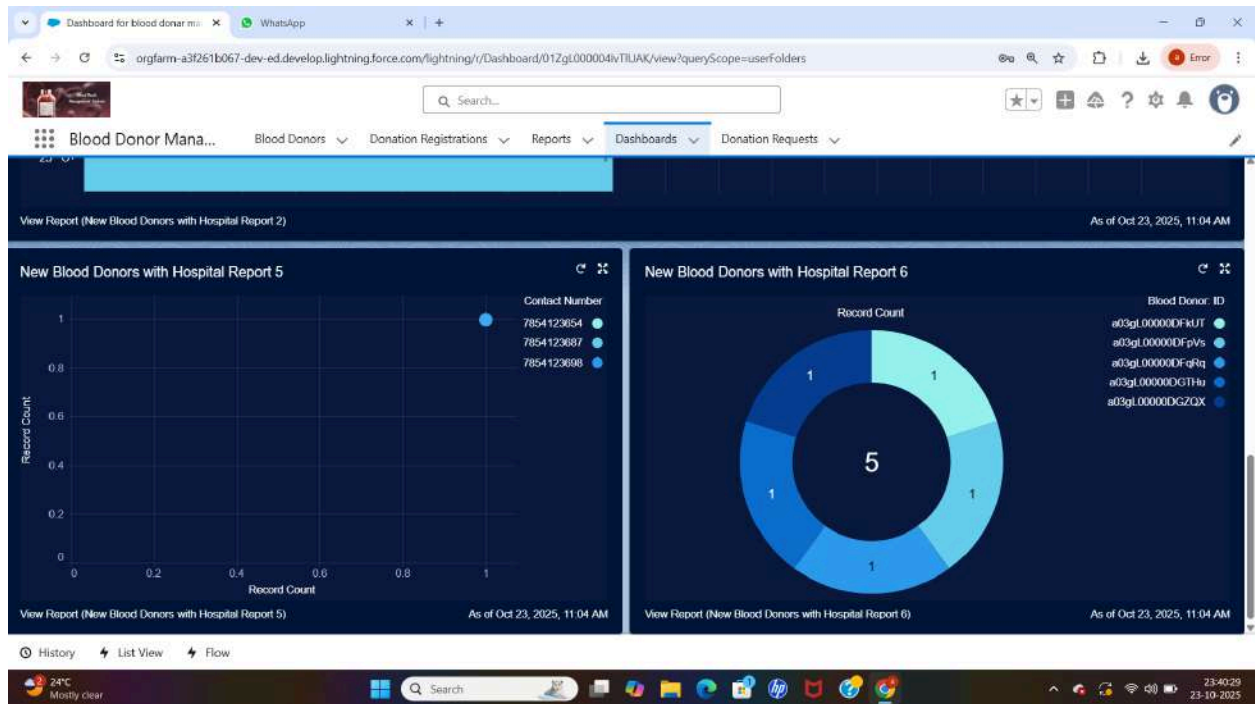 Dashboard for blood donar ma
WhatsApp
orgfarm-a3f261b067-dev-ed.develop.lightning.force.com/lightning/r/Dashboard/01ZgL000004IvTlUAK/view?queryScope=userFolders
Error
Search...
Blood Donor Mana...
Blood Donors
Donation Registrations
Reports
Dashboards
Donation Requests
View Report (New Blood Donors with Hospital Report 2)
As of Oct 23, 2025, 11:04 AM
New Blood Donors with Hospital Report 5
Contact Number
7854123654
7854123687
7854123698
1
0.8
0.6
0.4
0.2
0
Record Count
0 0.2 0.4 0.6 0.8 1
Record Count
View Report (New Blood Donors with Hospital Report 5)
As of Oct 23, 2025, 11:04 AM
New Blood Donors with Hospital Report 6
Record Count
1
1
1
1
1
5
Blood Donor: ID
a03gL00000DFkUT
a03gL00000DFpVs
a03gL00000DFqRq
a03gL00000DGTHu
a03gL00000DGZQX
View Report (New Blood Donors with Hospital Report 6)
As of Oct 23, 2025, 11:04 AM
History
List View
Flow
2
24°C
Mostly clear
Search
23:40:29
23-10-2025